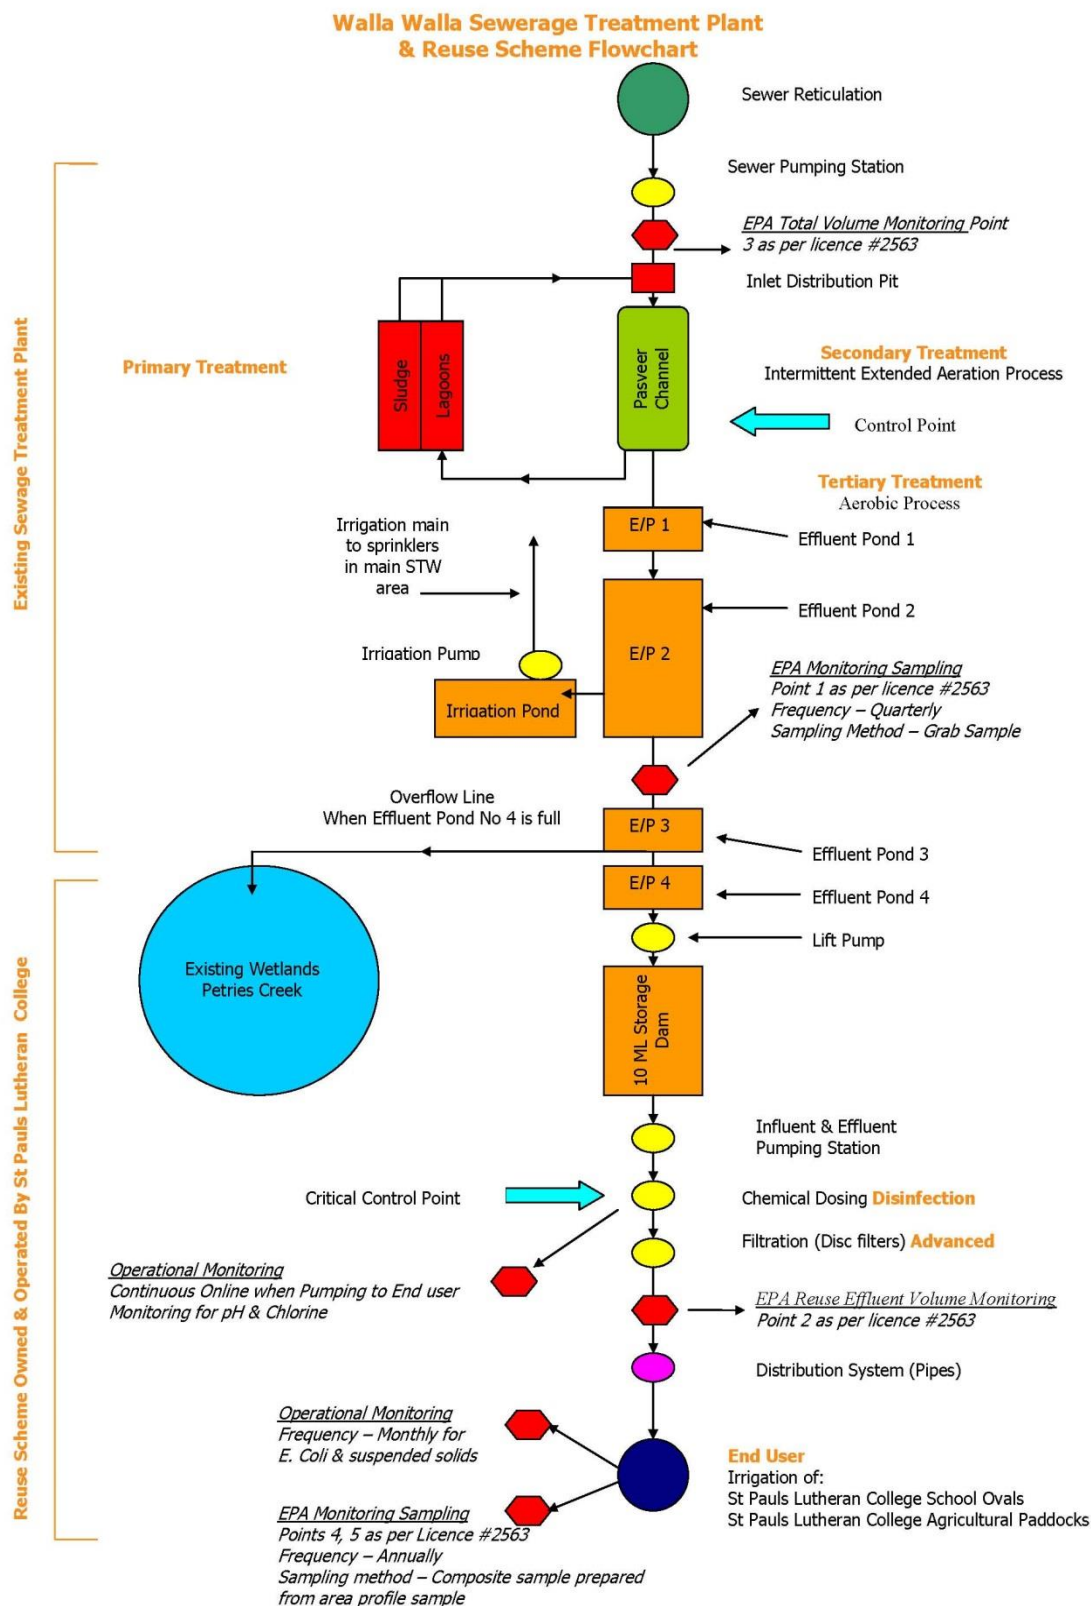 Walla Walla Sewerage Treatment Plant
& Reuse Scheme Flowchart
Sewer Reticulation
Sewer Pumping Station
EPA Total Volume Monitoring Point
3 as per licence #2563
Inlet Distribution Pit
Existing Sewage Treatment Plant
Primary Treatment
Sludge
Lagoons
Pasveer
Channel
Secondary Treatment
Intermittent Extended Aeration Process
Control Point
Tertiary Treatment
Aerobic Process
E/P 1
Effluent Pond 1
Irrigation main
to sprinklers
in main STW
area
Effluent Pond 2
E/P 2
Irrigation Pump
Irrigation Pond
EPA Monitoring Sampling
Point 1 as per licence #2563
Frequency – Quarterly
Sampling Method – Grab Sample
Overflow Line
When Effluent Pond No 4 is full
E/P 3
Effluent Pond 3
E/P 4
Effluent Pond 4
Lift Pump
Reuse Scheme Owned & Operated By St Pauls Lutheran College
Existing Wetlands
Petries Creek
10 ML Storage
Dam
Influent & Effluent
Pumping Station
Critical Control Point
Chemical Dosing Disinfection
Filtration (Disc filters) Advanced
Operational Monitoring
Continuous Online when Pumping to End user
Monitoring for pH & Chlorine
EPA Reuse Effluent Volume Monitoring
Point 2 as per licence #2563
Distribution System (Pipes)
Operational Monitoring
Frequency – Monthly for
E. Coli & suspended solids
End User
Irrigation of:
St Pauls Lutheran College School Ovals
St Pauls Lutheran College Agricultural Paddocks
EPA Monitoring Sampling
Points 4, 5 as per Licence #2563
Frequency – Annually
Sampling method – Composite sample prepared
from area profile sample